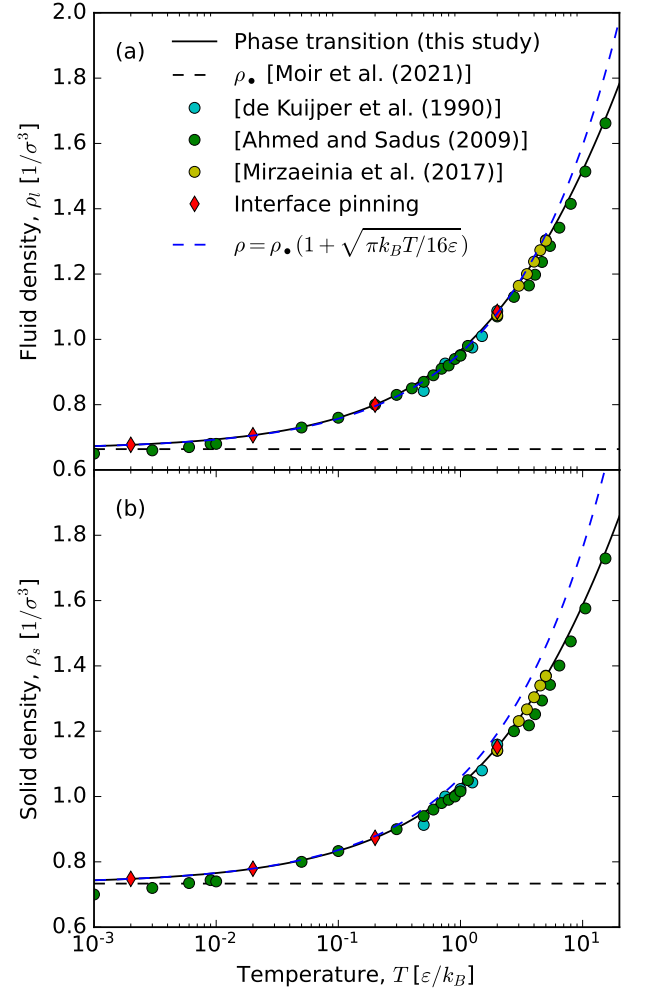 2.0
(a)
Phase transition (this study)
ρ• [Moir et al. (2021)]
1.8
[de Kuijper et al. (1990)]
[Ahmed and Sadus (2009)]
1.6
[Mirzaeinia et al. (2017)]
Interface pinning
1.4
ρ = ρ•(1 + √πk_BT/16ε)
1.2
1.0
0.8
0.6
Fluid density, ρ_l [1/σ³]
(b)
1.8
1.6
1.4
1.2
1.0
0.8
0.6
Solid density, ρ_s [1/σ³]
10⁻³ 10⁻² 10⁻¹ 10⁰ 10¹
Temperature, T [ε/k_B]